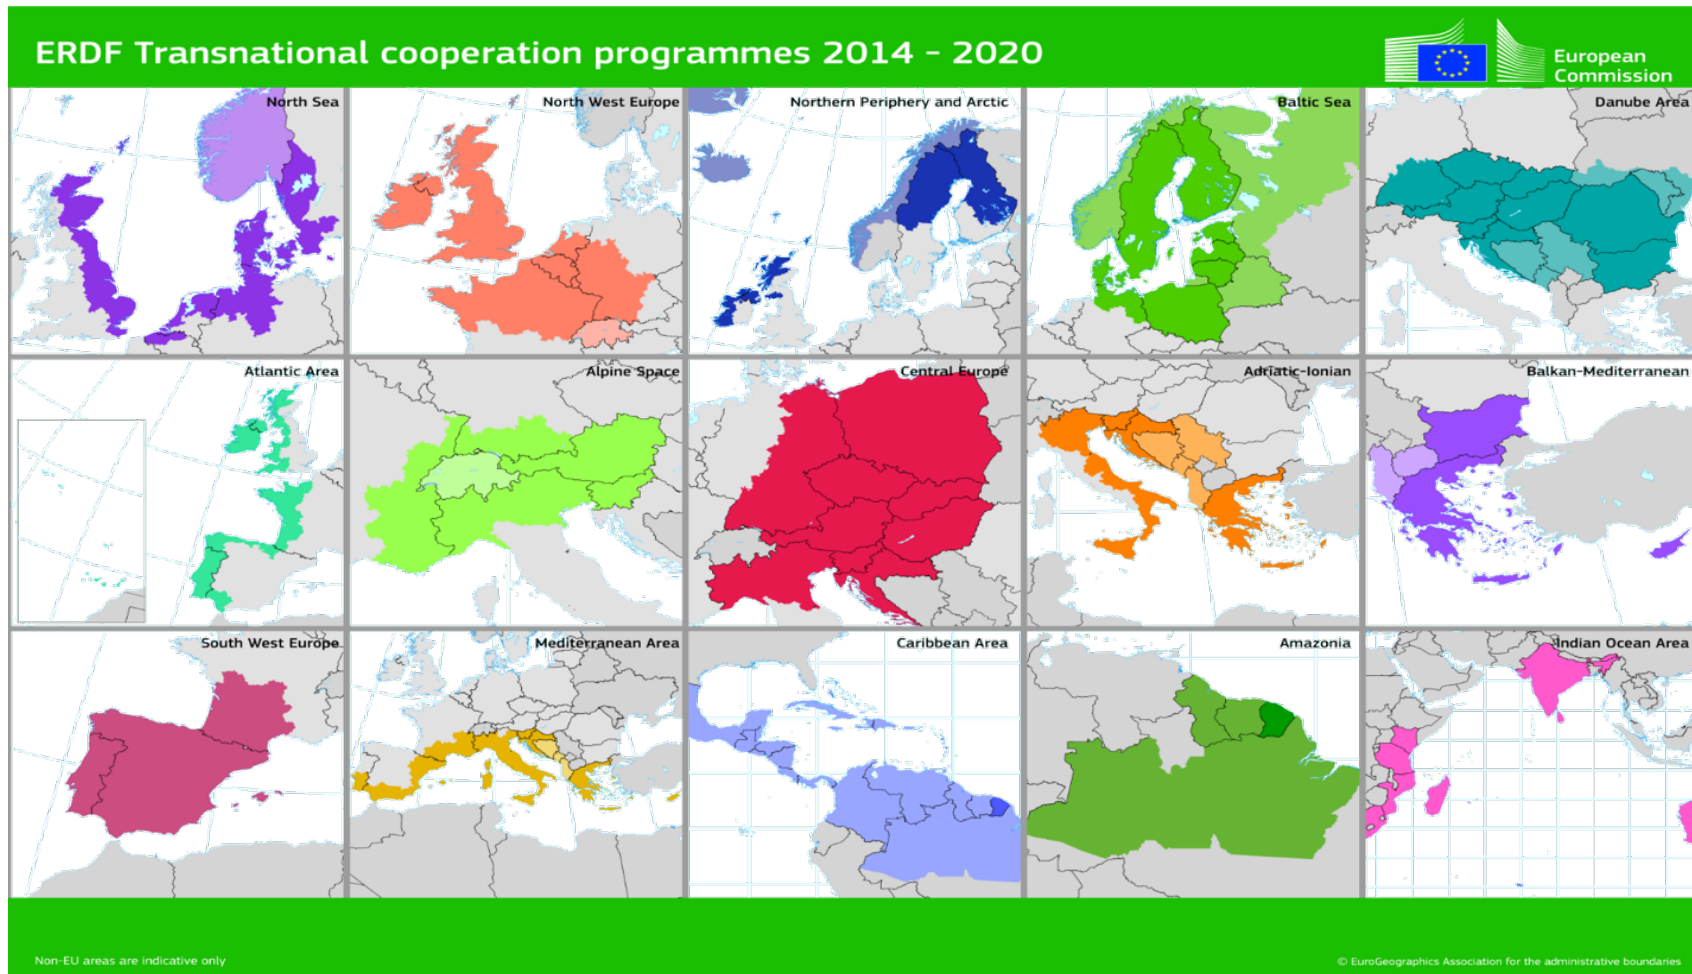 ERDF Transnational cooperation programmes 2014 - 2020
European
Commission
North Sea
North West Europe
Northern Periphery and Arctic
Baltic Sea
Danube Area
Atlantic Area
Alpine Space
Central Europe
Adriatic-Ionian
Balkan-Mediterranean
South West Europe
Mediterranean Area
Caribbean Area
Amazonia
Indian Ocean Area
Non-EU areas are indicative only
© EuroGeographics Association for the administrative boundaries